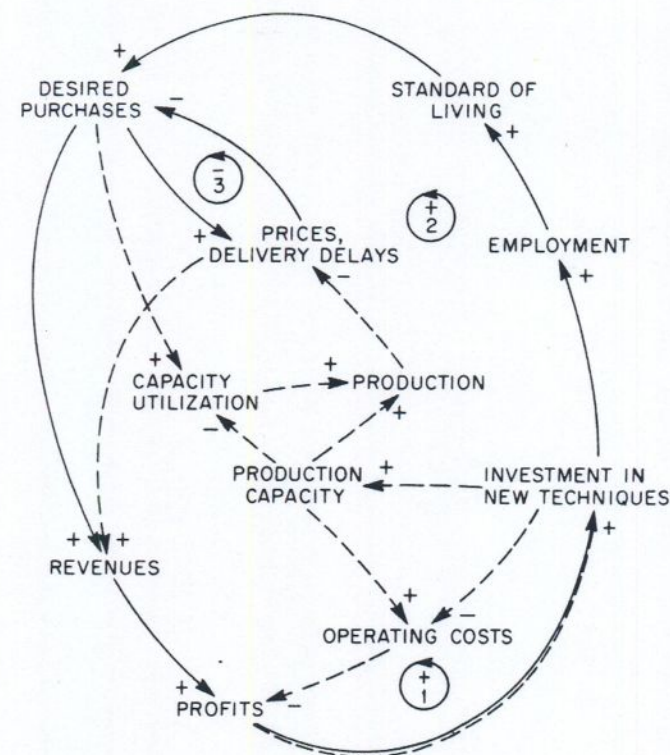 +
DESIRED
PURCHASES
−
STANDARD OF
LIVING
+
−
3
+
2
+
PRICES,
DELIVERY DELAYS
−
EMPLOYMENT
+
+
CAPACITY
UTILIZATION
−
+
PRODUCTION
+
PRODUCTION
CAPACITY
+
INVESTMENT IN
NEW TECHNIQUES
+
+ +
REVENUES
+ −
OPERATING COSTS
+
1
+
PROFITS −